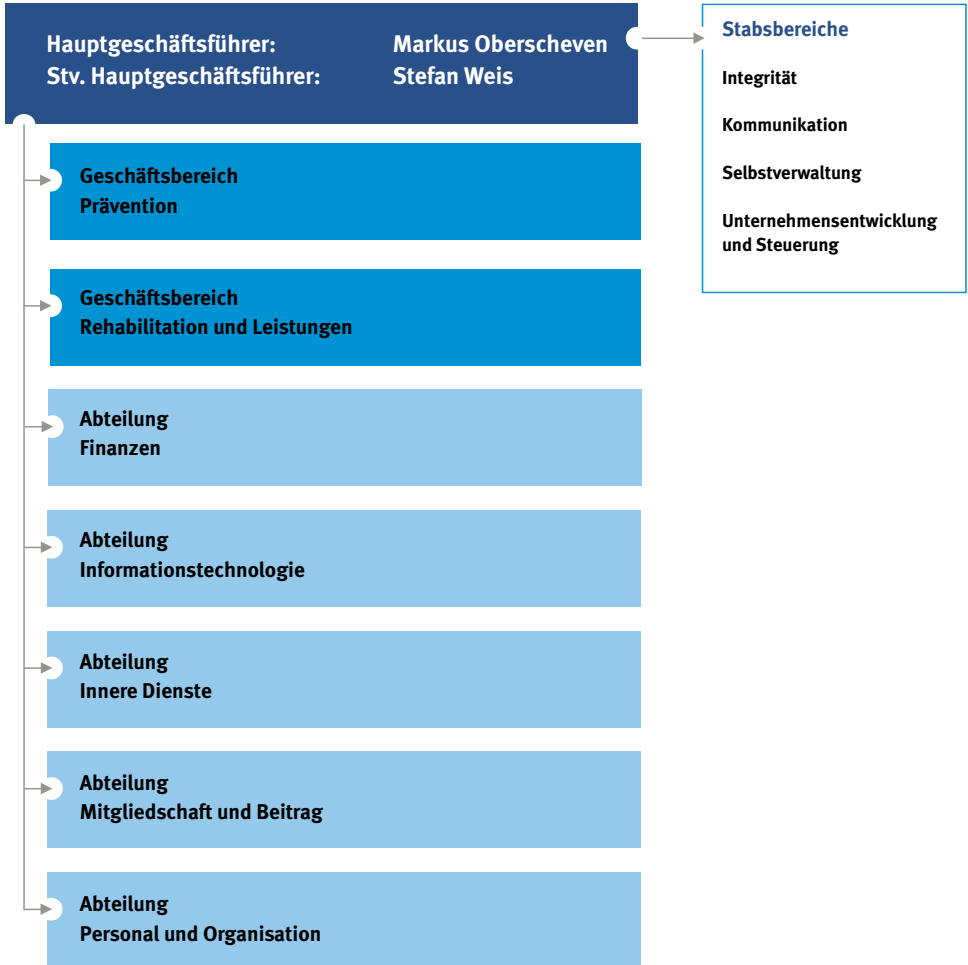 Hauptgeschäftsführer: Markus Oberscheven
Stv. Hauptgeschäftsführer: Stefan Weis
Stabsbereiche
Integrität
Kommunikation
Selbstverwaltung
Unternehmensentwicklung
und Steuerung
Geschäftsbereich
Prävention
Geschäftsbereich
Rehabilitation und Leistungen
Abteilung
Finanzen
Abteilung
Informationstechnologie
Abteilung
Innere Dienste
Abteilung
Mitgliedschaft und Beitrag
Abteilung
Personal und Organisation